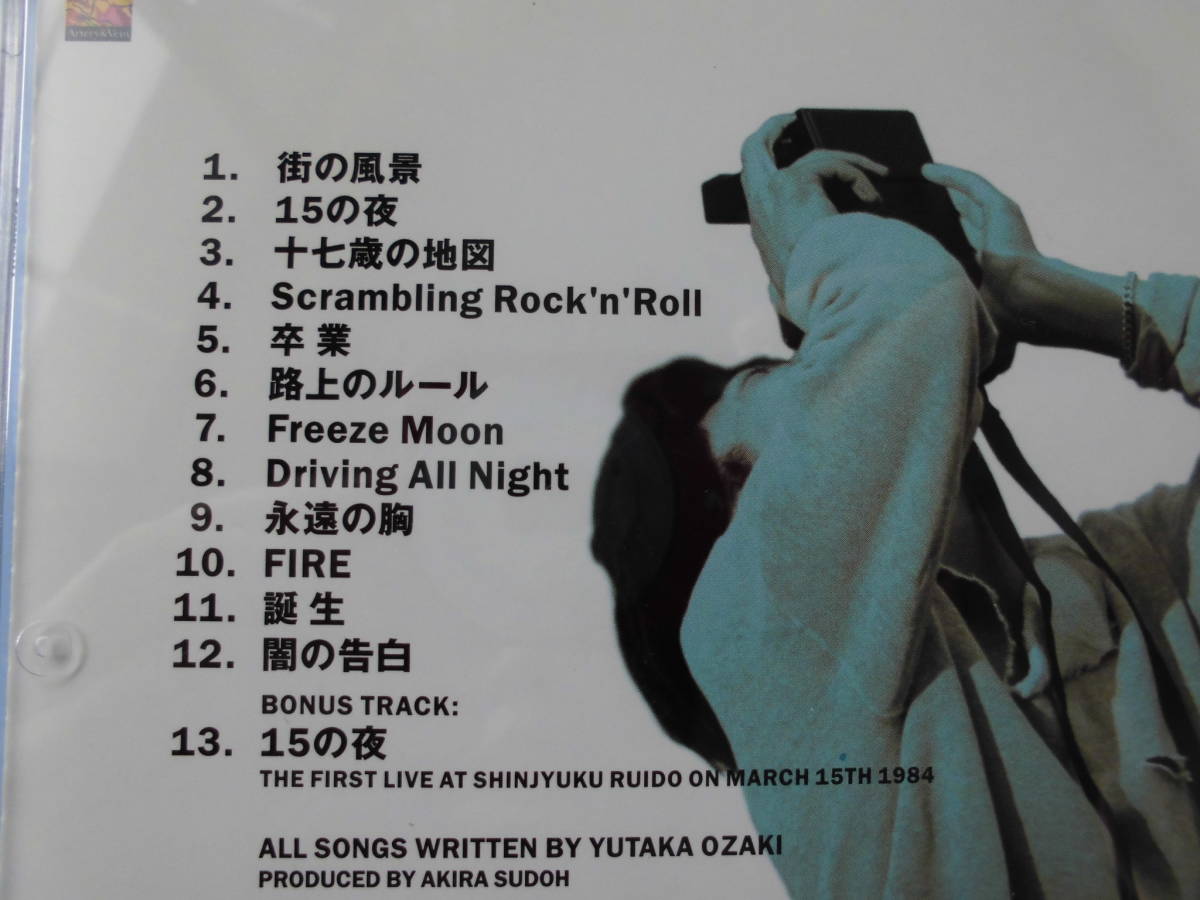 Artery&Vein
1. 街の風景
2. 15の夜
3. 十七歳の地図
4. Scrambling Rock'n'Roll
5. 卒業
6. 路上のルール
7. Freeze Moon
8. Driving All Night
9. 永遠の胸
10. FIRE
11. 誕生
12. 闇の告白
BONUS TRACK:
13. 15の夜
THE FIRST LIVE AT SHINJYUKU RUIDO ON MARCH 15TH 1984
ALL SONGS WRITTEN BY YUTAKA OZAKI
PRODUCED BY AKIRA SUDOH